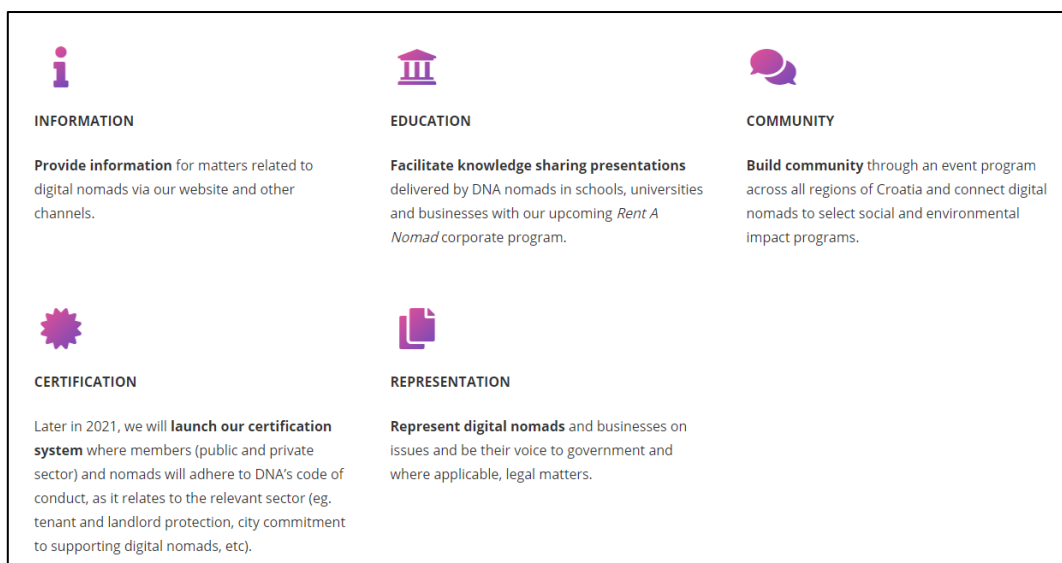 INFORMATION
Provide information for matters related to
digital nomads via our website and other
channels.
EDUCATION
Facilitate knowledge sharing presentations
delivered by DNA nomads in schools, universities
and businesses with our upcoming Rent A
Nomad corporate program.
COMMUNITY
Build community through an event program
across all regions of Croatia and connect digital
nomads to select social and environmental
impact programs.
CERTIFICATION
Later in 2021, we will launch our certification
system where members (public and private
sector) and nomads will adhere to DNA’s code of
conduct, as it relates to the relevant sector (eg.
tenant and landlord protection, city commitment
to supporting digital nomads, etc).
REPRESENTATION
Represent digital nomads and businesses on
issues and be their voice to government and
where applicable, legal matters.